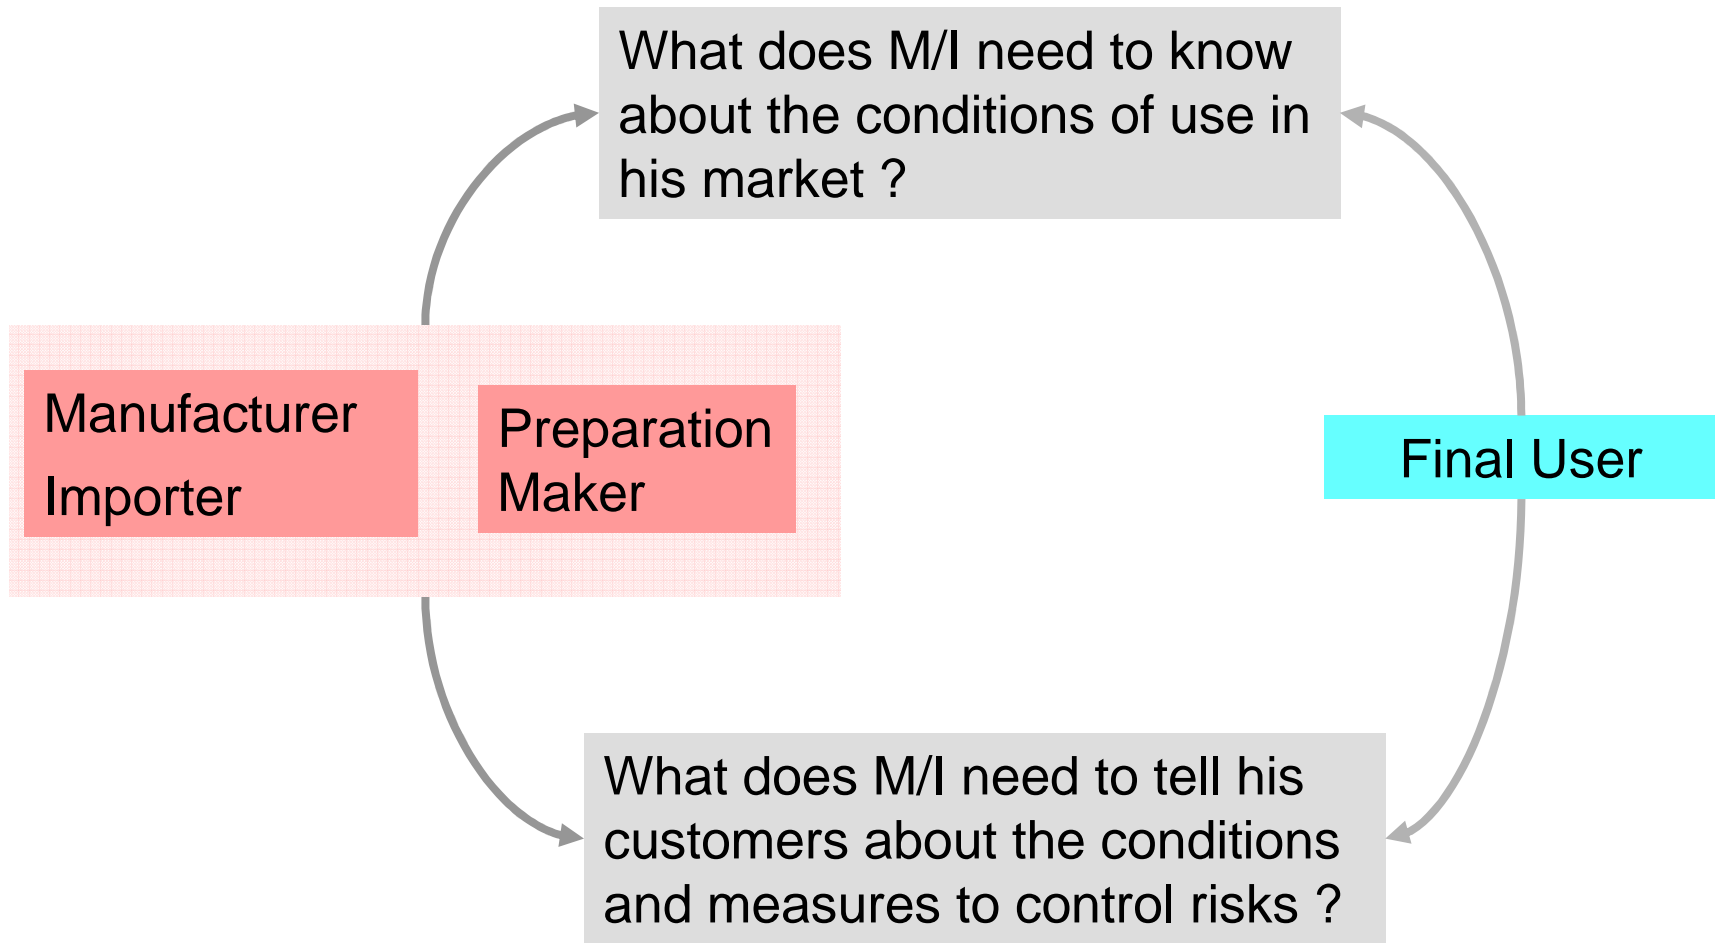 What does M/I need to know
about the conditions of use in
his market ?
Manufacturer
Importer
Preparation
Maker
Final User
What does M/I need to tell his
customers about the conditions
and measures to control risks ?